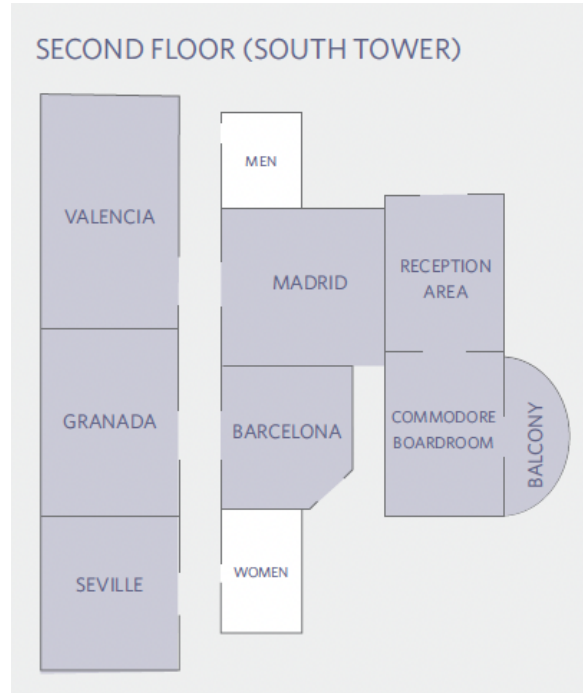 SECOND FLOOR (SOUTH TOWER)
MEN
VALENCIA
MADRID
RECEPTION
AREA
GRANADA
BARCELONA
COMMODORE
BOARDROOM
BALCONY
SEVILLE
WOMEN